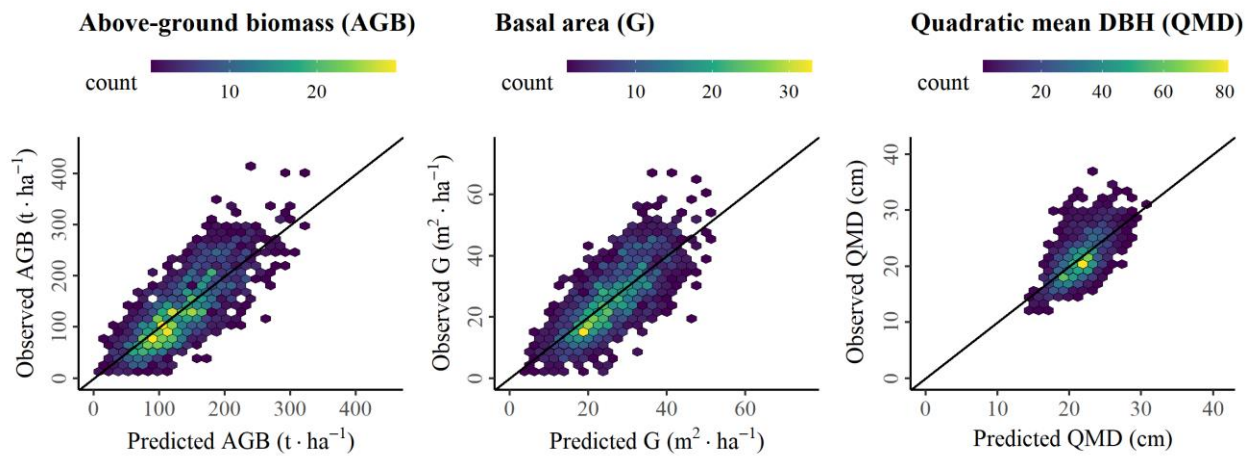 Above-ground biomass (AGB)
count
10 20
Observed AGB (t · ha⁻¹)
0 100 200 300 400
0 100 200 300 400
Predicted AGB (t · ha⁻¹)
Basal area (G)
count
10 20 30
Observed G (m² · ha⁻¹)
0 20 40 60
0 20 40 60
Predicted G (m² · ha⁻¹)
Quadratic mean DBH (QMD)
count
20 40 60 80
Observed QMD (cm)
0 10 20 30 40
0 10 20 30 40
Predicted QMD (cm)